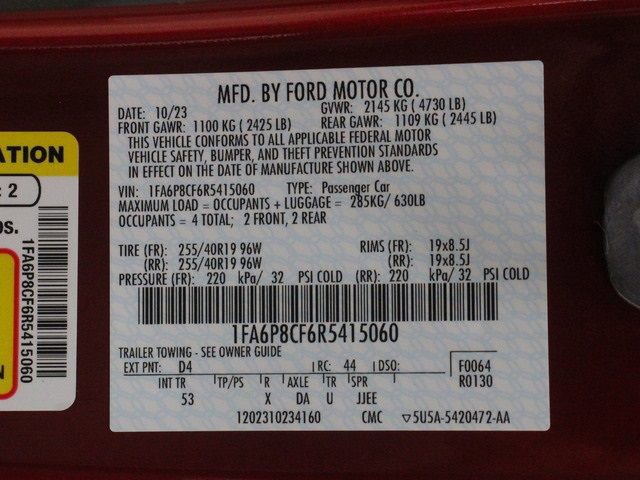 MFD. BY FORD MOTOR CO.
DATE: 10/23 GVWR: 2145 KG ( 4730 LB)
FRONT GAWR: 1100 KG ( 2425 LB) REAR GAWR: 1109 KG ( 2445 LB)
THIS VEHICLE CONFORMS TO ALL APPLICABLE FEDERAL MOTOR
VEHICLE SAFETY, BUMPER, AND THEFT PREVENTION STANDARDS
IN EFFECT ON THE DATE OF MANUFACTURE SHOWN ABOVE.
VIN: 1FA6P8CF6R5415060 TYPE: Passenger Car
MAXIMUM LOAD = OCCUPANTS + LUGGAGE = 285KG/ 630LB
OCCUPANTS = 4 TOTAL; 2 FRONT, 2 REAR
TIRE (FR): 255/40R19 96W RIMS (FR): 19x8.5J
(RR): 255/40R19 96W (RR): 19x8.5J
PRESSURE (FR): 220 kPa/ 32 PSI COLD (RR): 220 kPa/ 32 PSI COLD
1FA6P8CF6R5415060
TRAILER TOWING - SEE OWNER GUIDE
EXT PNT: D4 RC: 44 DSO: F0064
R0130
INT TR TP/PS R AXLE TR SPR
53 X DA U JJEE
1202310234160 CMC 5U5A-5420472-AA
ATION
: 2
OS.
N
1FA6P8CF6R5415060